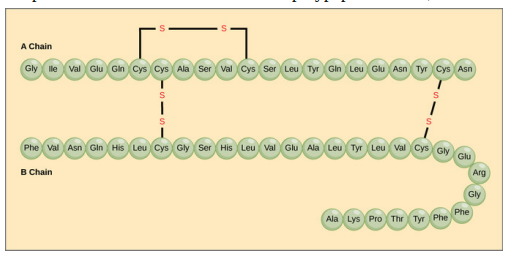 S S
A Chain
Gly Ile Val Glu Gln Cys Cys Ala Ser Val Cys Ser Leu Tyr Gln Leu Glu Asn Tyr Cys Asn
S S
S S
Phe Val Asn Gln His Leu Cys Gly Ser His Leu Val Glu Ala Leu Tyr Leu Val Cys Gly Glu
B Chain
Arg
Gly
Ala Lys Pro Thr Tyr Phe Phe